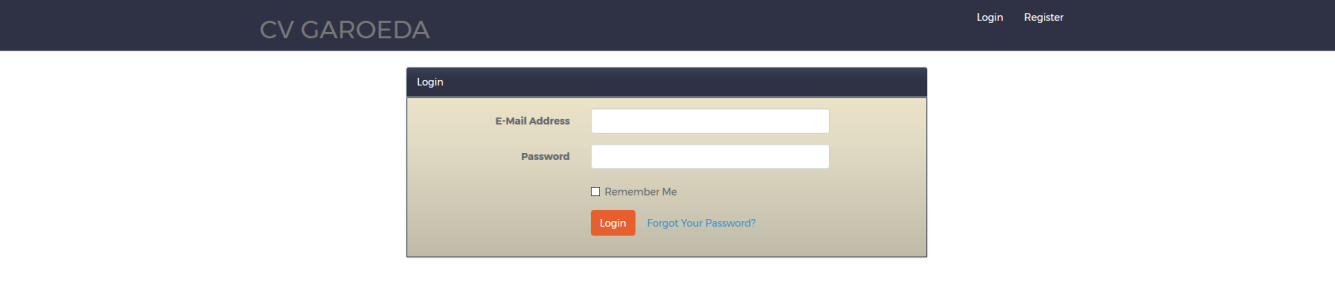 CV GAROEDA
Login Register
Login
E-Mail Address
Password
Remember Me
Login Forgot Your Password?